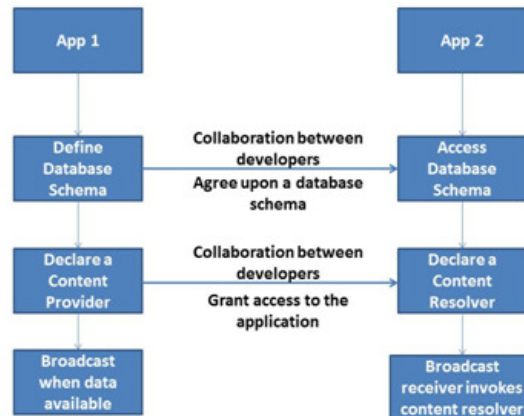 App 1
App 2
Define
Database
Schema
Collaboration between
developers
Agree upon a database
schema
Access
Database
Schema
Declare a
Content
Provider
Collaboration between
developers
Grant access to the
application
Declare a
Content
Resolver
Broadcast
when data
available
Broadcast
receiver invokes
content resolver